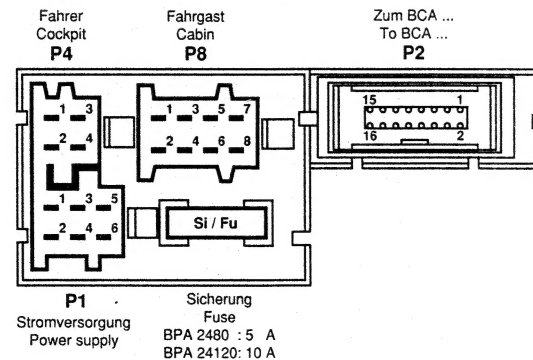 Fahrer
Cockpit
P4
Fahrgast
Cabin
P8
Zum BCA ...
To BCA ...
P2
1 3
2 4
1 3 5 7
2 4 6 8
15 1
16 2
1 3 5
2 4 6
Si / Fu
P1
Stromversorgung
Power supply
Sicherung
Fuse
BPA 2480 : 5 A
BPA 24120: 10 A